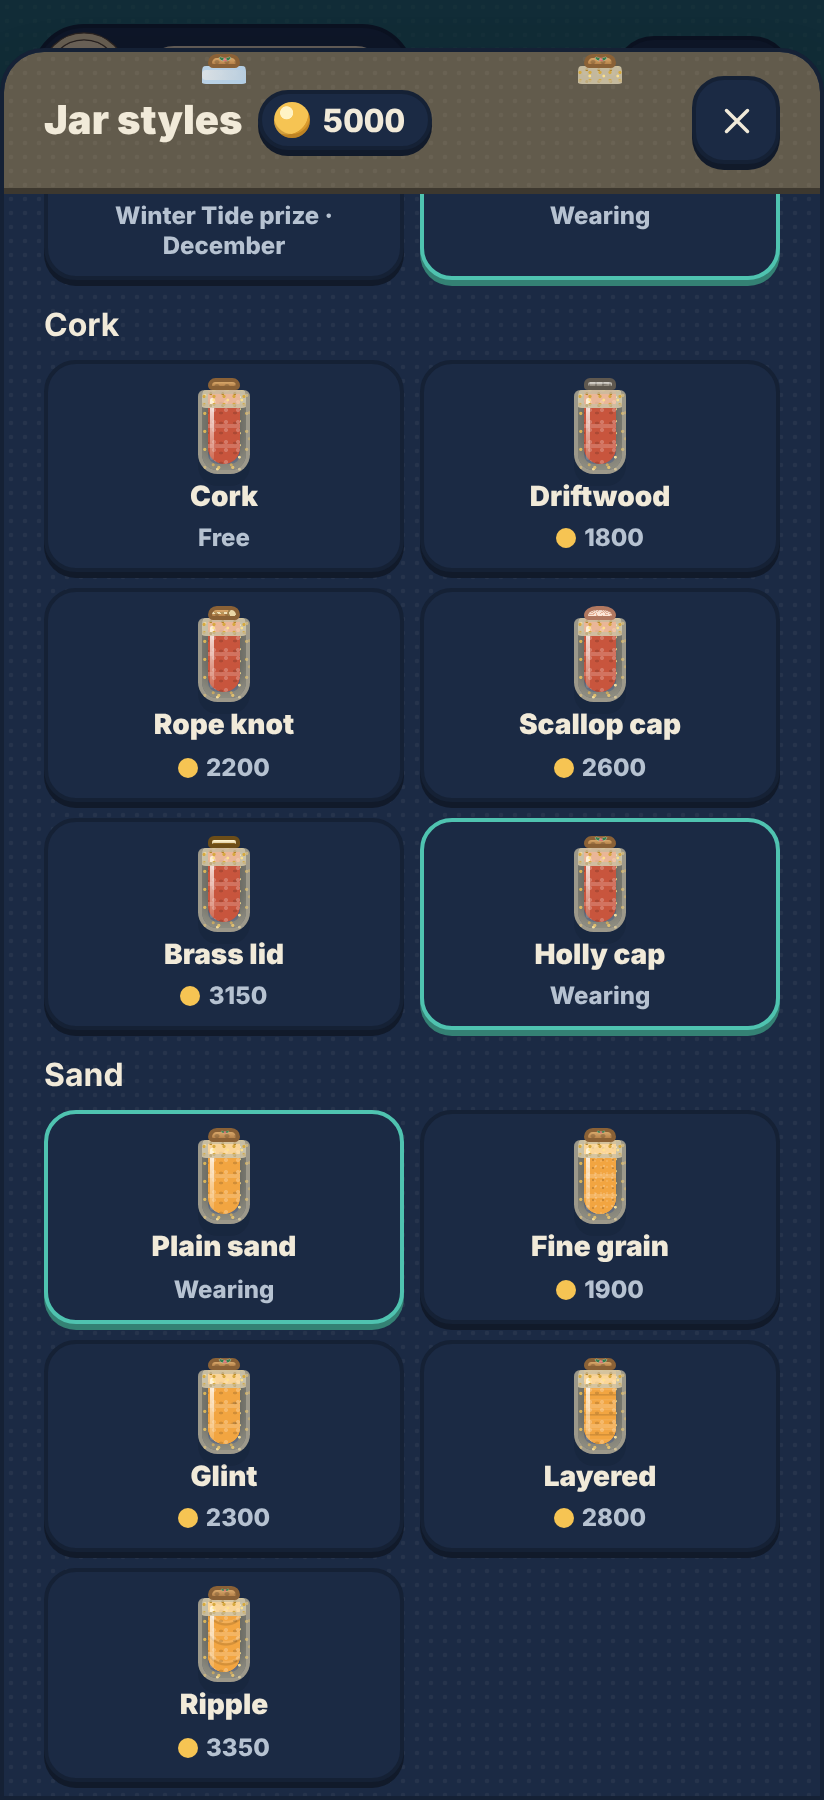 Jar styles
5000
Winter Tide prize ·
December
Wearing
Cork
Cork
Free
Driftwood
1800
Rope knot
2200
Scallop cap
2600
Brass lid
3150
Holly cap
Wearing
Sand
Plain sand
Wearing
Fine grain
1900
Glint
2300
Layered
2800
Ripple
3350